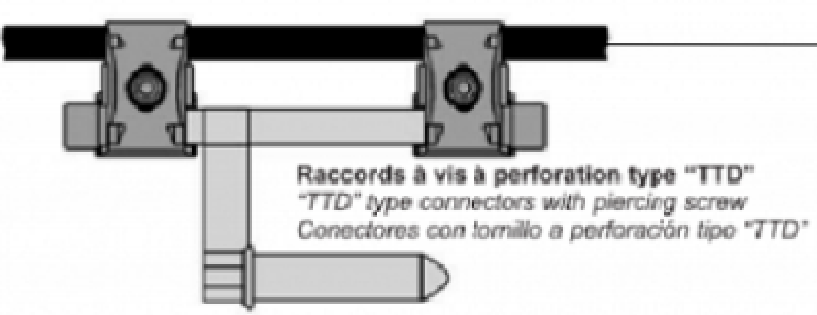 Raccords à vis à perforation type "TTD"
"TTD" type connectors with piercing screw
Conectores con tornillo a perforación tipo "TTD"